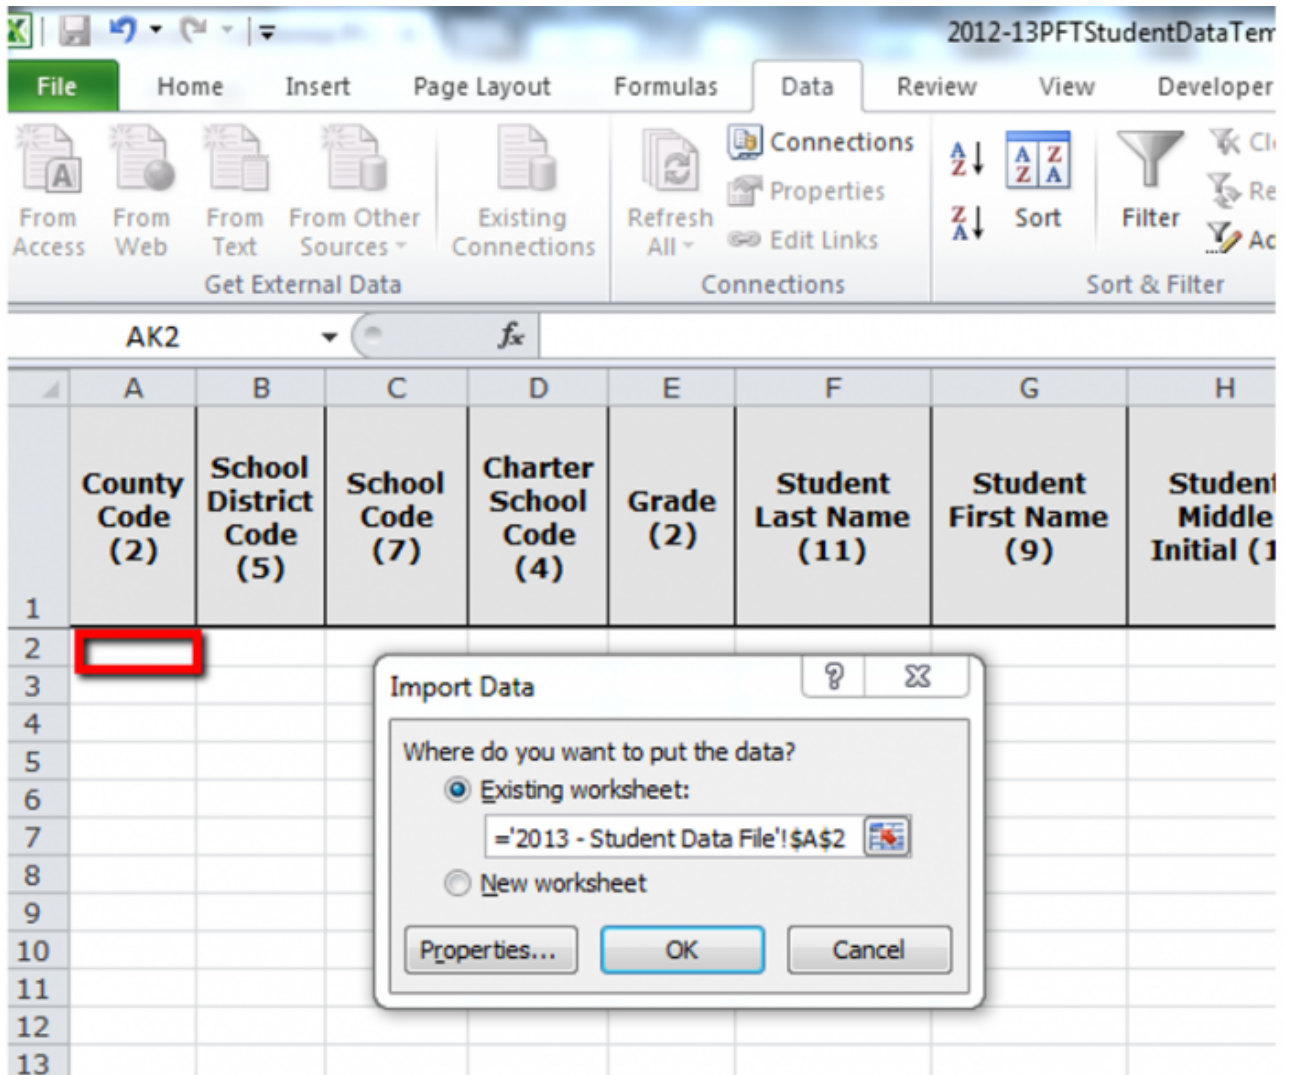 2012-13PFTStudentDataTem
File Home Insert Page Layout Formulas Data Review View Developer
Connections
Properties
Edit Links
From Access
From Web
From Text
From Other Sources
Existing Connections
Refresh All
Sort
Filter
Get External Data
Connections
Sort & Filter
AK2
fx
A B C D E F G H
County
Code
(2)
School
District
Code
(5)
School
Code
(7)
Charter
School
Code
(4)
Grade
(2)
Student
Last Name
(11)
Student
First Name
(9)
Student
Middle
Initial (1
1
2
3
4
5
6
7
8
9
10
11
12
13
Import Data
Where do you want to put the data?
Existing worksheet:
='2013 - Student Data File'!$A$2
New worksheet
Properties...
OK
Cancel